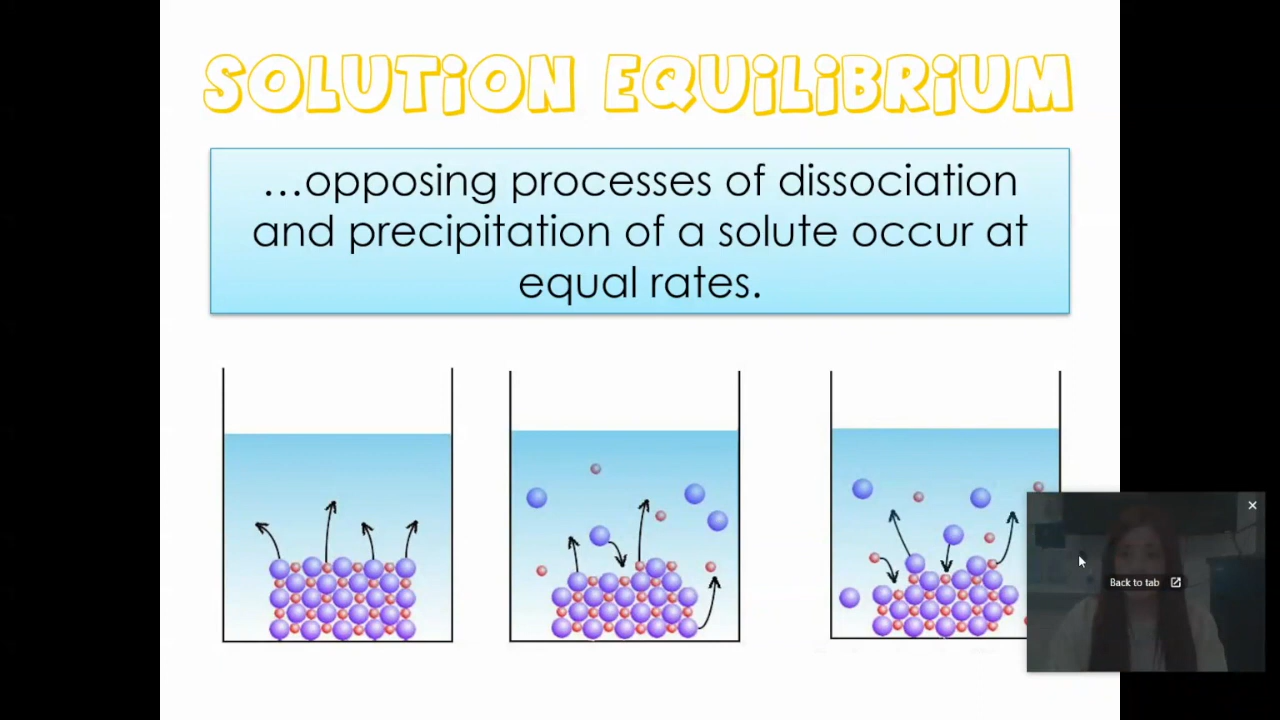 SOLUTION EQUILIBRIUM
...opposing processes of dissociation
and precipitation of a solute occur at
equal rates.
Back to tab